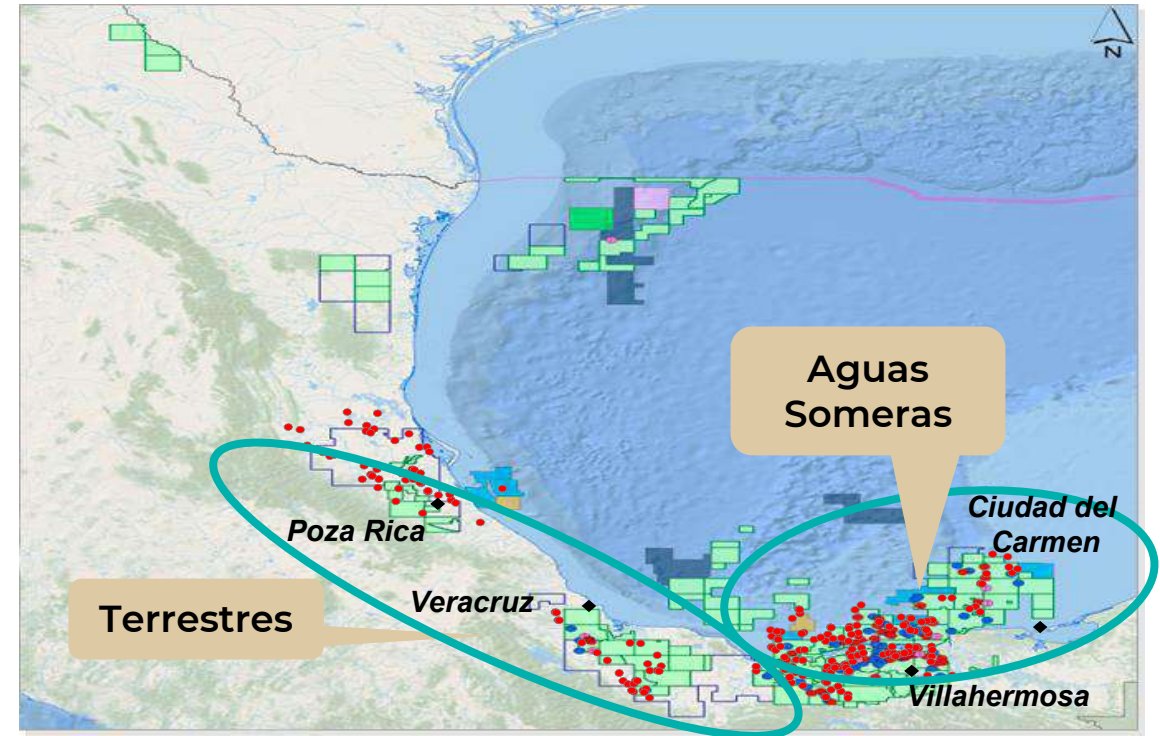 N
Aguas
Someras
Ciudad del
Carmen
Poza Rica
Veracruz
Terrestres
Villahermosa